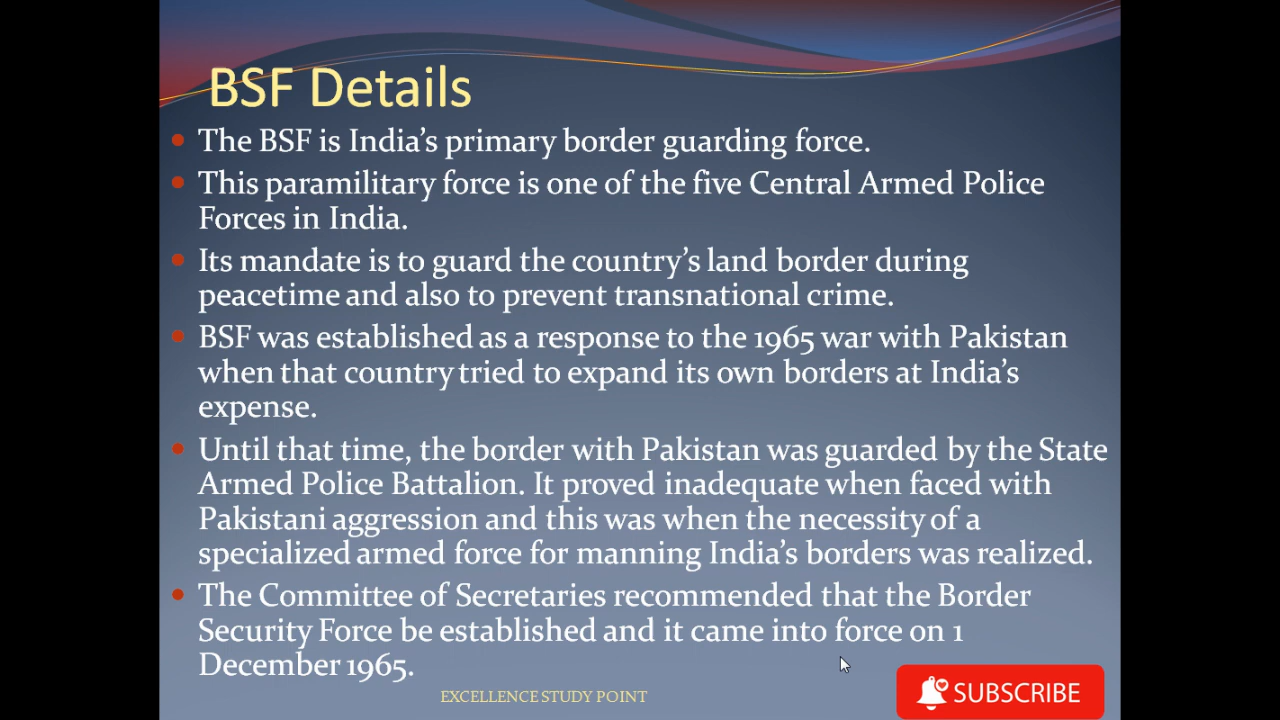 BSF Details
• The BSF is India's primary border guarding force.
• This paramilitary force is one of the five Central Armed Police
Forces in India.
• Its mandate is to guard the country's land border during
peacetime and also to prevent transnational crime.
• BSF was established as a response to the 1965 war with Pakistan
when that country tried to expand its own borders at India's
expense.
• Until that time, the border with Pakistan was guarded by the State
Armed Police Battalion. It proved inadequate when faced with
Pakistani aggression and this was when the necessity of a
specialized armed force for manning India's borders was realized.
• The Committee of Secretaries recommended that the Border
Security Force be established and it came into force on 1
December 1965.
EXCELLENCE STUDY POINT
SUBSCRIBE